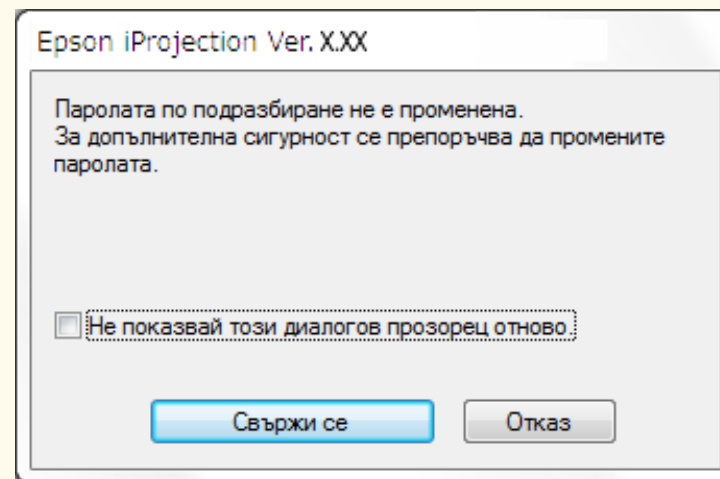 Epson iProjection Ver. X.XX
Паролата по подразбиране не е променена.
За допълнителна сигурност се препоръчва да промените
паролата.
Не показвай този диалогов прозорец отново.
Свържи се
Отказ